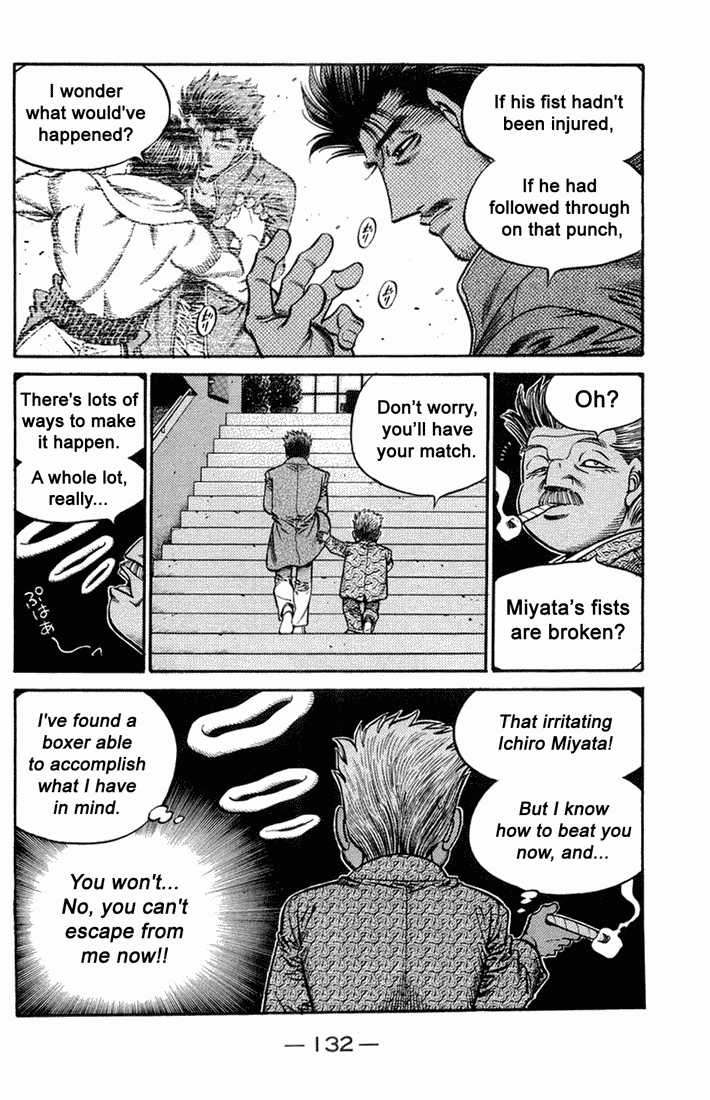 If his fist hadn't
been injured,
If he had
followed through
on that punch,
I wonder
what would've
happened?
Oh?
Miyata's fists
are broken?
Don't worry,
you'll have
your match.
There's lots of
ways to make
it happen.
A whole lot,
really...
That irritating
Ichiro Miyata!
But I know
how to beat you
now, and...
I've found a
boxer able
to accomplish
what I have
in mind.
You won't...
No, you can't
escape from
me now!!
—132—